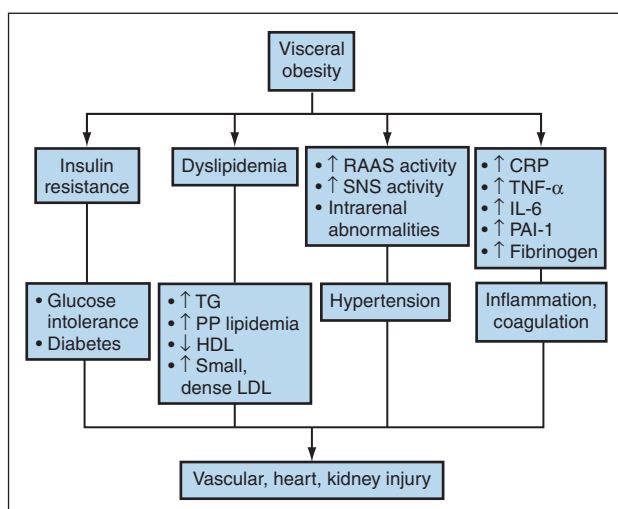 Visceral
obesity
Insulin
resistance
Dyslipidemia
• ↑ RAAS activity
• ↑ SNS activity
• Intrarenal
abnormalities
• ↑ CRP
• ↑ TNF-α
• ↑ IL-6
• ↑ PAI-1
• ↑ Fibrinogen
• Glucose
intolerance
• Diabetes
• ↑ TG
• ↑ PP lipidemia
• ↓ HDL
• ↑ Small,
dense LDL
Hypertension
Inflammation,
coagulation
Vascular, heart, kidney injury